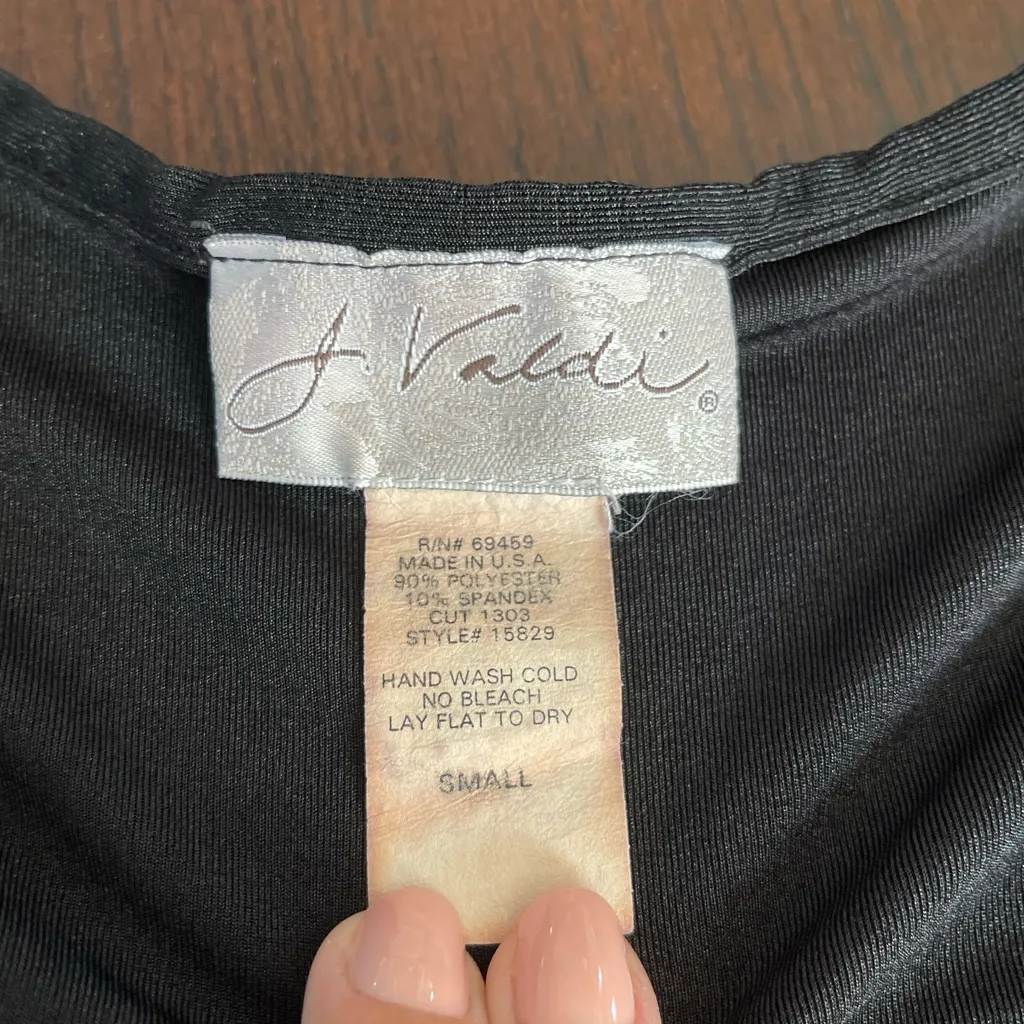 J. Valdi ®
R/N# 69459
MADE IN U.S.A.
90% POLYESTER
10% SPANDEX
CUT 1303
STYLE# 15829
HAND WASH COLD
NO BLEACH
LAY FLAT TO DRY
SMALL